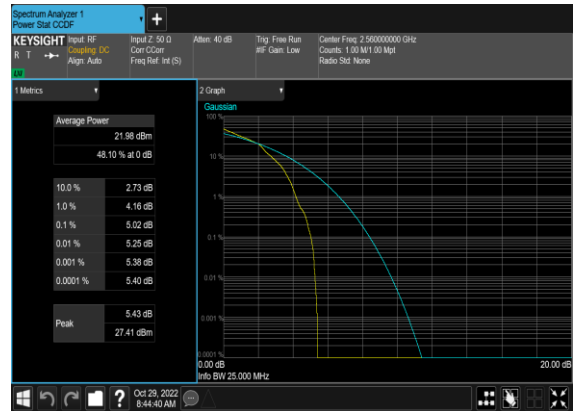 Spectrum Analyzer 1
Power Stat CCDF
KEYSIGHT
R T
LXI
Input: RF
Coupling: DC
Align: Auto
Input Z: 50 Ω
Corr CCorr
Freq Ref: Int (S)
Atten: 40 dB
Trig: Free Run
#IF Gain: Low
Center Freq: 2.560000000 GHz
Counts: 1.00 M/1.00 Mpt
Radio Std: None
1 Metrics
Average Power
21.98 dBm
48.10 % at 0 dB
10.0 % 2.73 dB
1.0 % 4.16 dB
0.1 % 5.02 dB
0.01 % 5.25 dB
0.001 % 5.38 dB
0.0001 % 5.40 dB
Peak 5.43 dB
27.41 dBm
2 Graph
Gaussian
100 %
10 %
1 %
0.1 %
0.01 %
0.001 %
0.0001 %
0.00 dB
20.00 dB
Info BW 25.000 MHz
?
Oct 29, 2022
8:44:40 AM